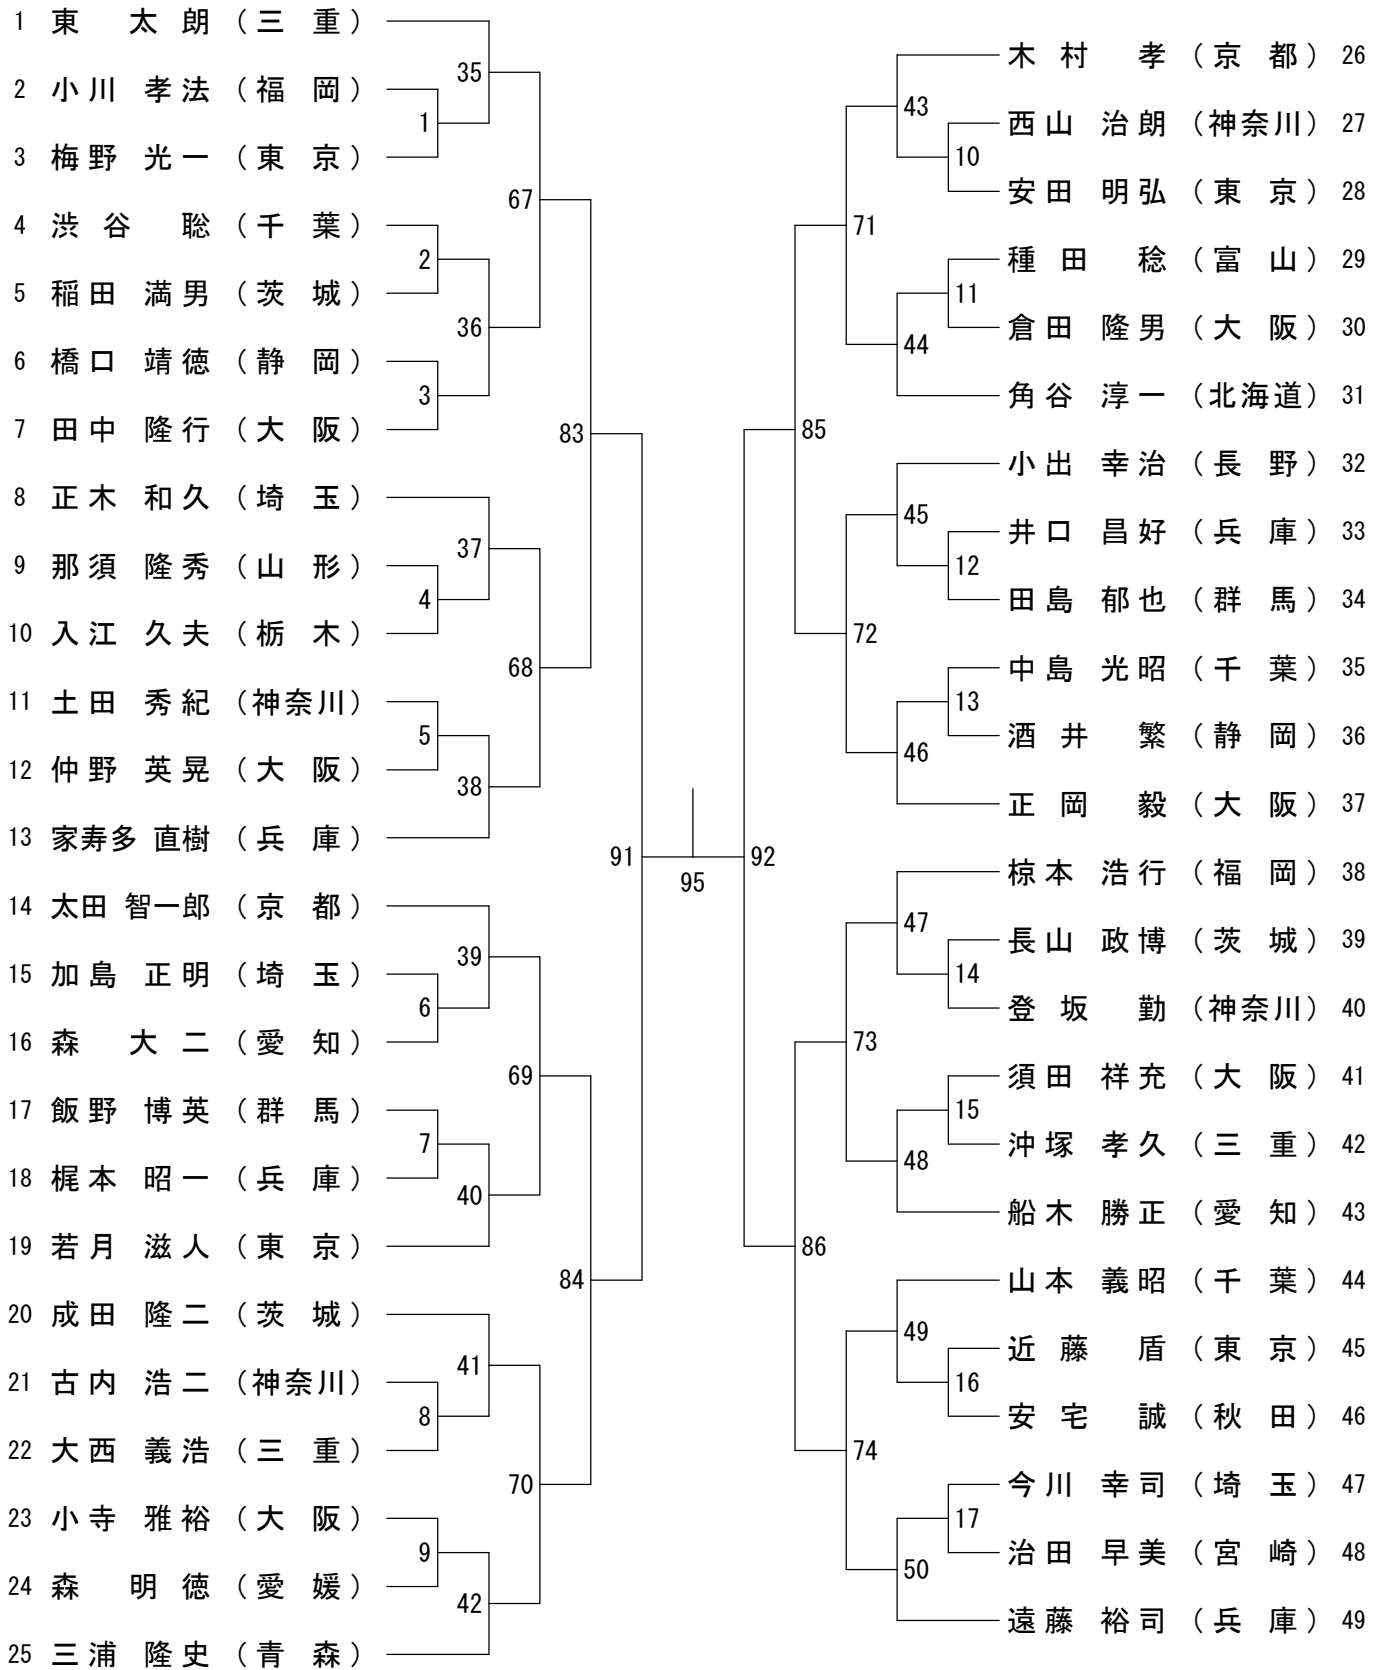 1 東 太 朗 (三 重)
2 小川 孝法 (福 岡)
3 梅野 光一 (東 京)
4 渋谷 聡 (千 葉)
5 稲田 満男 (茨 城)
6 橋口 靖徳 (静 岡)
7 田中 隆行 (大 阪)
8 正木 和久 (埼 玉)
9 那須 隆秀 (山 形)
10 入江 久夫 (栃 木)
11 土田 秀紀 (神奈川)
12 仲野 英晃 (大 阪)
13 家寿多 直樹 (兵 庫)
14 太田 智一郎 (京 都)
15 加島 正明 (埼 玉)
16 森 大二 (愛 知)
17 飯野 博英 (群 馬)
18 梶本 昭一 (兵 庫)
19 若月 滋人 (東 京)
20 成田 隆二 (茨 城)
21 古内 浩二 (神奈川)
22 大西 義浩 (三 重)
23 小寺 雅裕 (大 阪)
24 森 明徳 (愛 媛)
25 三浦 隆史 (青 森)
1
2
3
4
5
6
7
8
9
35
36
37
38
39
40
41
42
67
68
69
70
83
84
91
95
92
85
86
71
72
73
74
43
44
45
46
47
48
49
50
10
11
12
13
14
15
16
17
木村 孝 (京 都) 26
西山 治朗 (神奈川) 27
安田 明弘 (東 京) 28
種田 稔 (富 山) 29
倉田 隆男 (大 阪) 30
角谷 淳一 (北海道) 31
小出 幸治 (長 野) 32
井口 昌好 (兵 庫) 33
田島 郁也 (群 馬) 34
中島 光昭 (千 葉) 35
酒井 繁 (静 岡) 36
正岡 毅 (大 阪) 37
椋本 浩行 (福 岡) 38
長山 政博 (茨 城) 39
登坂 勤 (神奈川) 40
須田 祥充 (大 阪) 41
沖塚 孝久 (三 重) 42
船木 勝正 (愛 知) 43
山本 義昭 (千 葉) 44
近藤 盾 (東 京) 45
安宅 誠 (秋 田) 46
今川 幸司 (埼 玉) 47
治田 早美 (宮 崎) 48
遠藤 裕司 (兵 庫) 49